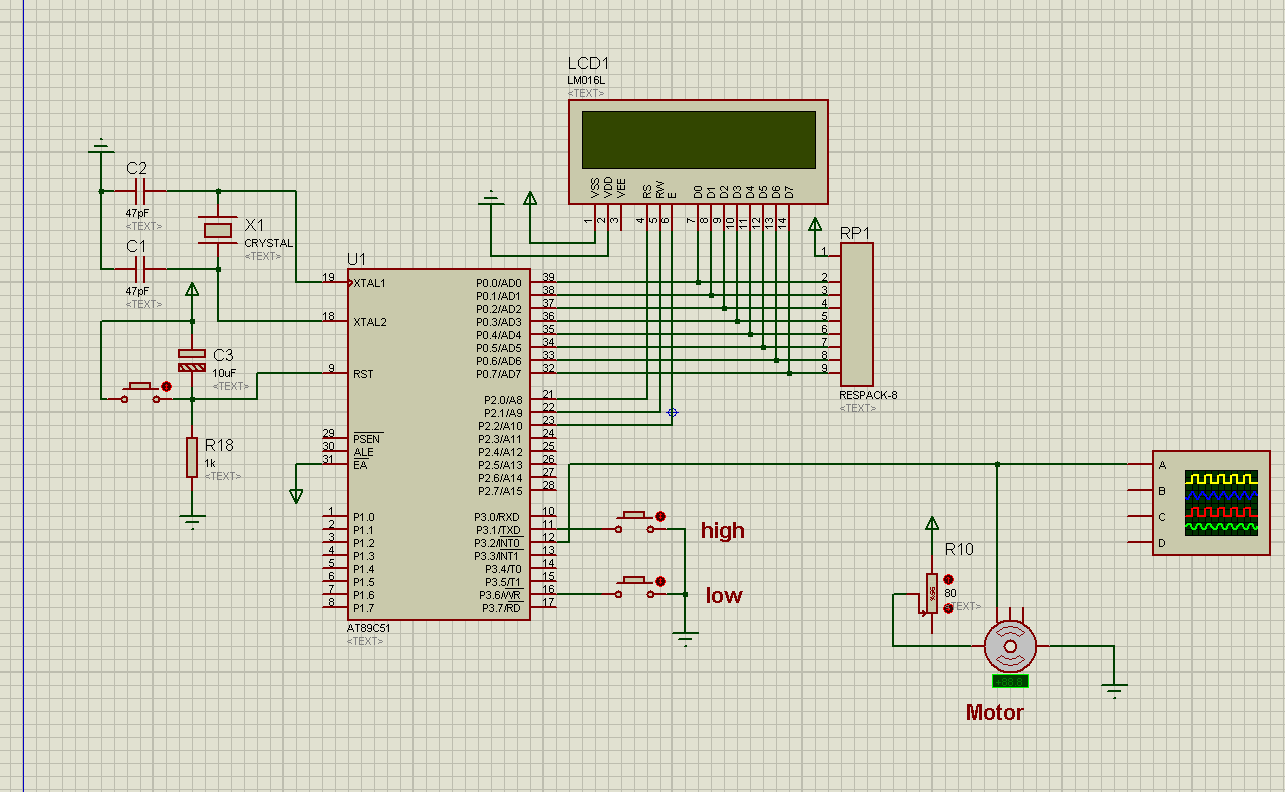 LCD1
LM016L
<TEXT>
VSS
VDD
VEE
RS
RW
E
D0
D1
D2
D3
D4
D5
D6
D7
1
2
3
4
5
6
7
8
9
10
11
12
13
14
C2
47pF
<TEXT>
C1
47pF
<TEXT>
X1
CRYSTAL
<TEXT>
C3
10uF
<TEXT>
R18
1k
<TEXT>
RP1
1
2
3
4
5
6
7
8
9
RESPACK-8
<TEXT>
U1
19 XTAL1
18 XTAL2
9 RST
29 PSEN
30 ALE
31 EA
1 P1.0
2 P1.1
3 P1.2
4 P1.3
5 P1.4
6 P1.5
7 P1.6
8 P1.7
P0.0/AD0 39
P0.1/AD1 38
P0.2/AD2 37
P0.3/AD3 36
P0.4/AD4 35
P0.5/AD5 34
P0.6/AD6 33
P0.7/AD7 32
P2.0/A8 21
P2.1/A9 22
P2.2/A10 23
P2.3/A11 24
P2.4/A12 25
P2.5/A13 26
P2.6/A14 27
P2.7/A15 28
P3.0/RXD 10
P3.1/TXD 11
P3.2/INT0 12
P3.3/INT1 13
P3.4/T0 14
P3.5/T1 15
P3.6/WR 16
P3.7/RD 17
AT89C51
<TEXT>
high
low
A
B
C
D
R10
80
TEXT>
Motor